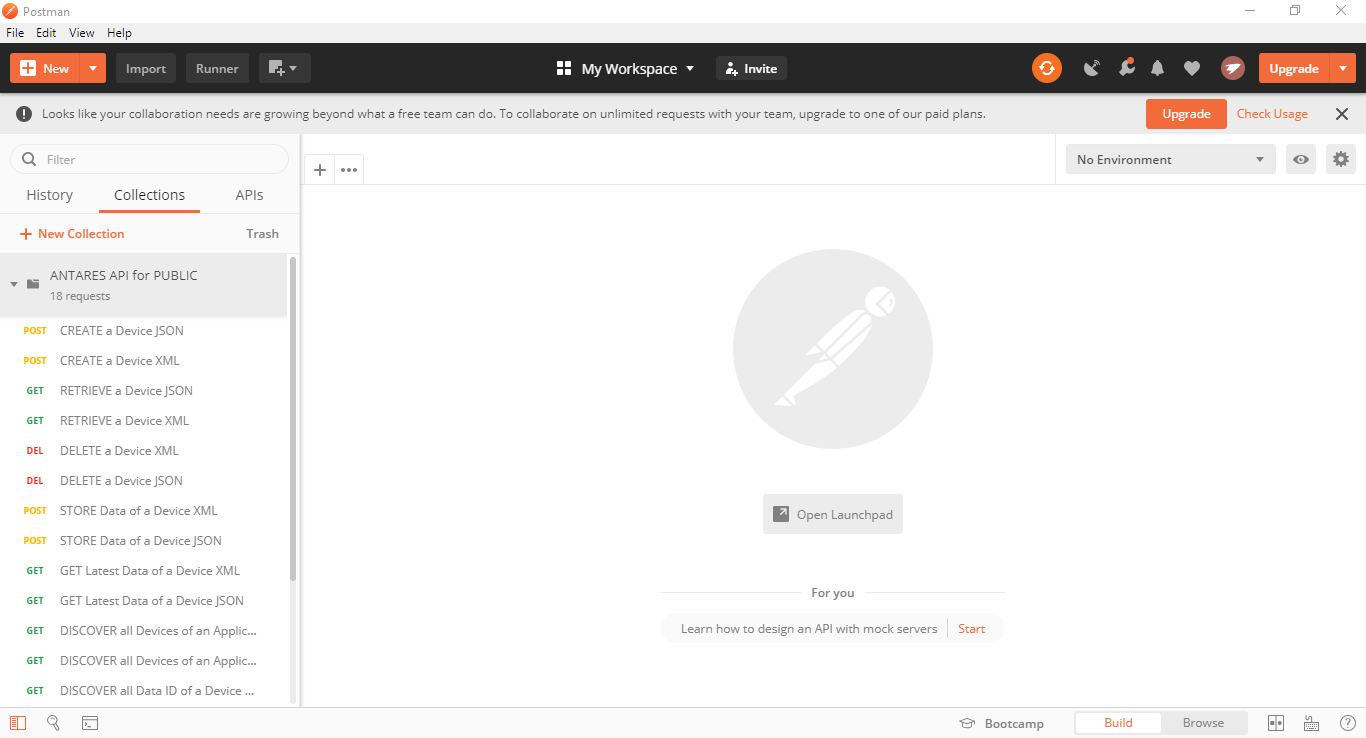 Postman
File Edit View Help
New Import Runner My Workspace Invite Upgrade
Looks like your collaboration needs are growing beyond what a free team can do. To collaborate on unlimited requests with your team, upgrade to one of our paid plans. Upgrade Check Usage
Filter
No Environment
History Collections APIs
New Collection Trash
ANTARES API for PUBLIC
18 requests
POST CREATE a Device JSON
POST CREATE a Device XML
GET RETRIEVE a Device JSON
GET RETRIEVE a Device XML
DEL DELETE a Device XML
DEL DELETE a Device JSON
POST STORE Data of a Device XML
POST STORE Data of a Device JSON
GET GET Latest Data of a Device XML
GET GET Latest Data of a Device JSON
GET DISCOVER all Devices of an Applic...
GET DISCOVER all Devices of an Applic...
GET DISCOVER all Data ID of a Device ...
Open Launchpad
For you
Learn how to design an API with mock servers Start
Bootcamp Build Browse